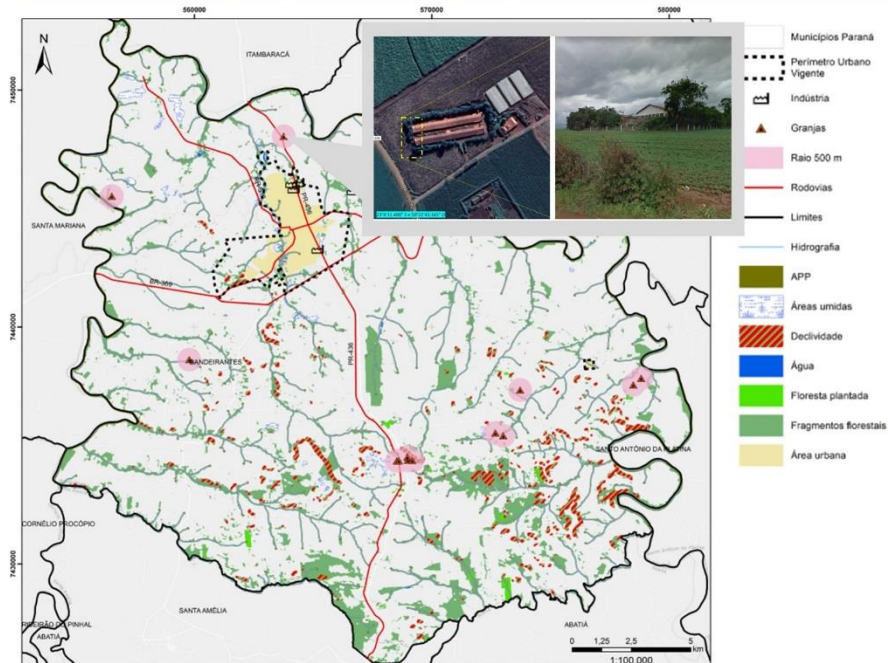 560000
570000
580000
7450000
7440000
7430000
N
ITAMBARACÁ
SANTA MARIANA
PR-436
BR-369
PR-436
BANDEIRANTES
SANTO ANTÔNIO DA PLATINA
CORNÉLIO PROCÓPIO
SANTA AMÉLIA
RIBEIRÃO DO PINHAL
ABATIÁ
ABATIÁ
0 1,25 2,5 5
km
1:100.000
Municípios Paraná
Perímetro Urbano
Vigente
Indústria
Granjas
Raio 500 m
Rodovias
Limites
Hidrografia
APP
Áreas umidas
Declividade
Água
Floresta plantada
Fragmentos florestais
Área urbana